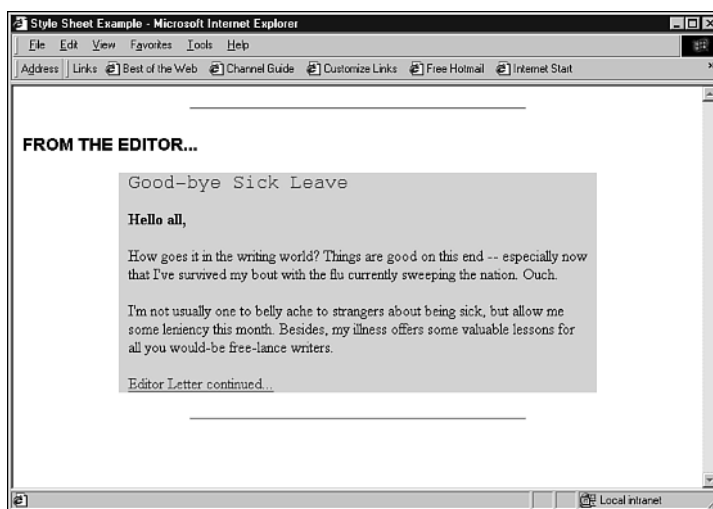 Style Sheet Example - Microsoft Internet Explorer
File Edit View Favorites Tools Help
Address Links Best of the Web Channel Guide Customize Links Free Hotmail Internet Start »
FROM THE EDITOR...
Good-bye Sick Leave
Hello all,
How goes it in the writing world? Things are good on this end -- especially now
that I've survived my bout with the flu currently sweeping the nation. Ouch.
I'm not usually one to belly ache to strangers about being sick, but allow me
some leniency this month. Besides, my illness offers some valuable lessons for
all you would-be free-lance writers.
Editor Letter continued...
Local intranet